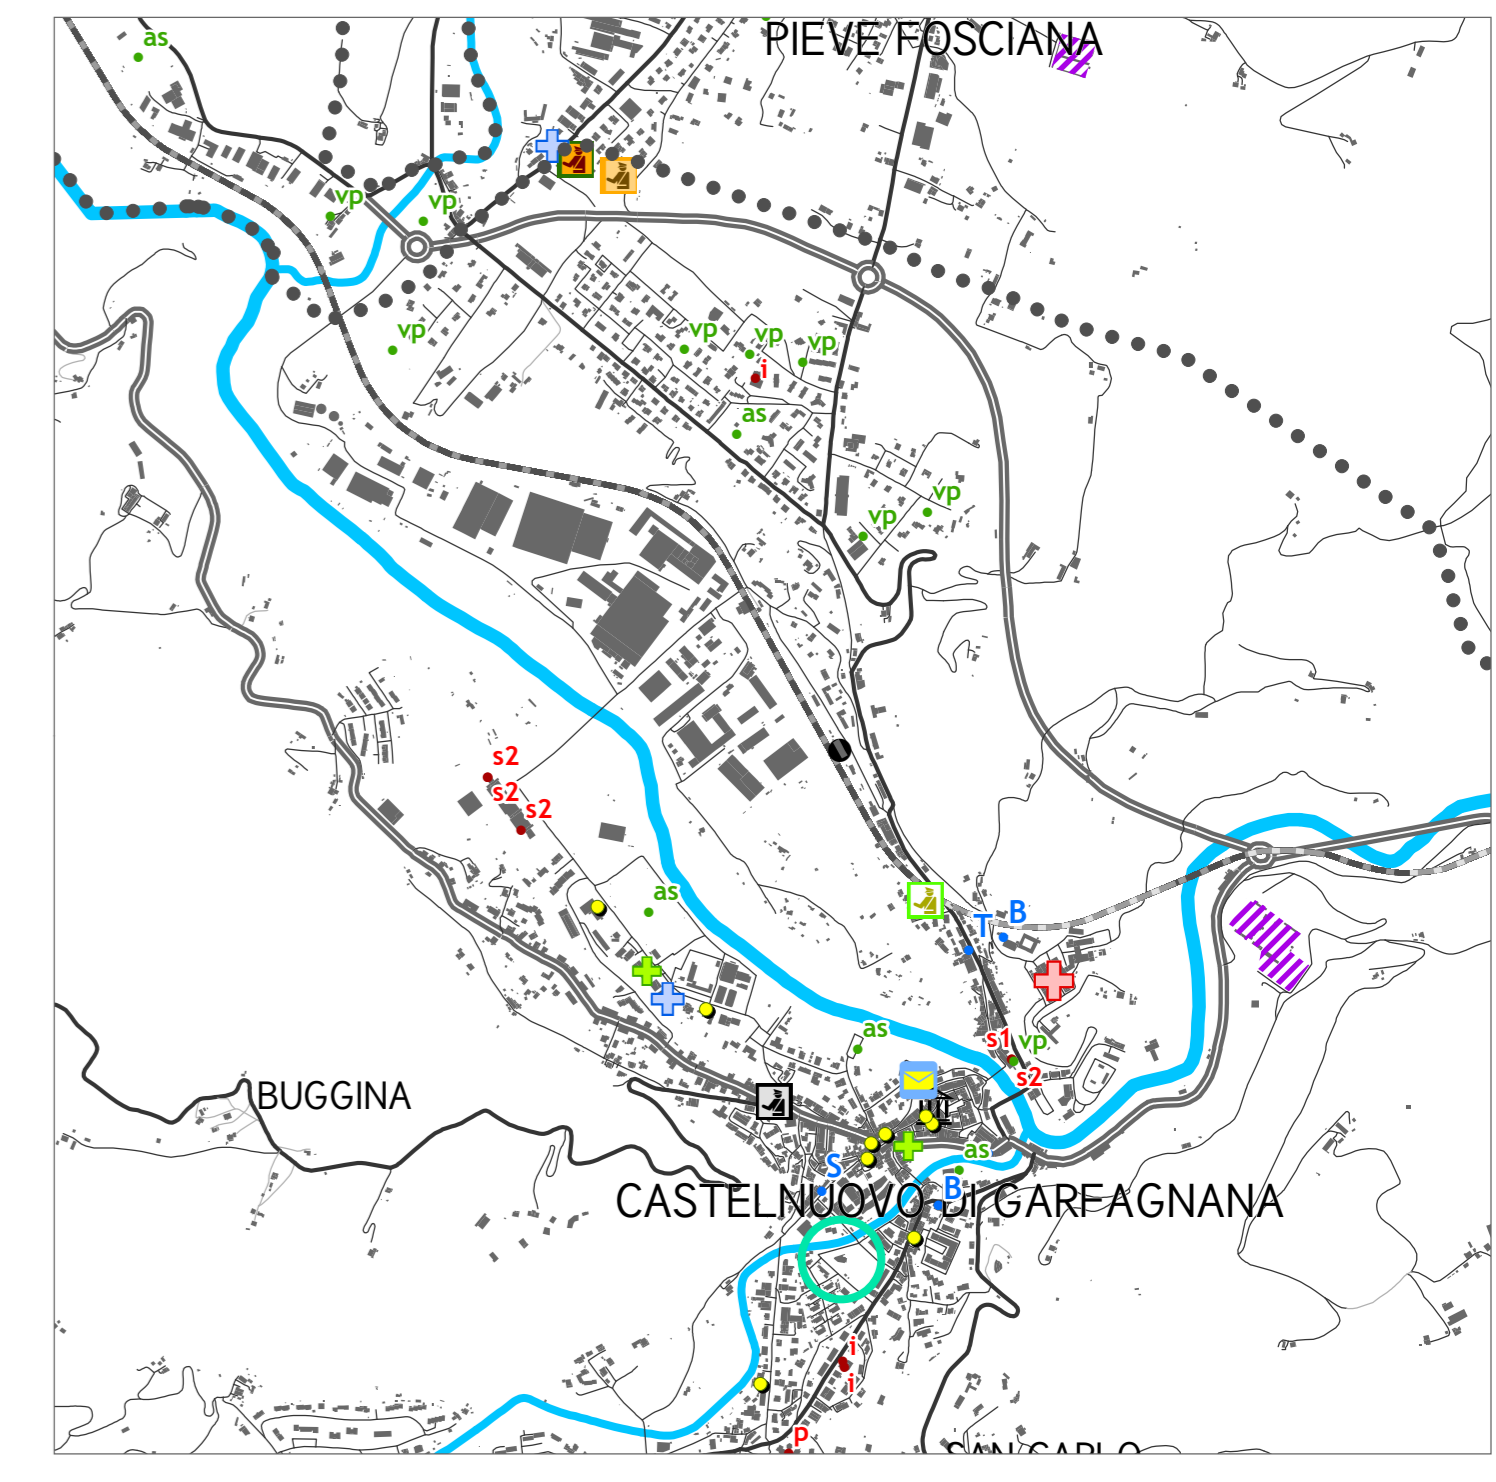 PIEVE FOSCIANA
as
vp
vp
vp
vp
vp
vp
i
as
vp
vp
s2
s2
s2
as
T
B
as
s1
vp
s2
BUGGINA
as
S
B
CASTELNUOVO DI GARFAGNANA
i
i
p
SAN CARLO